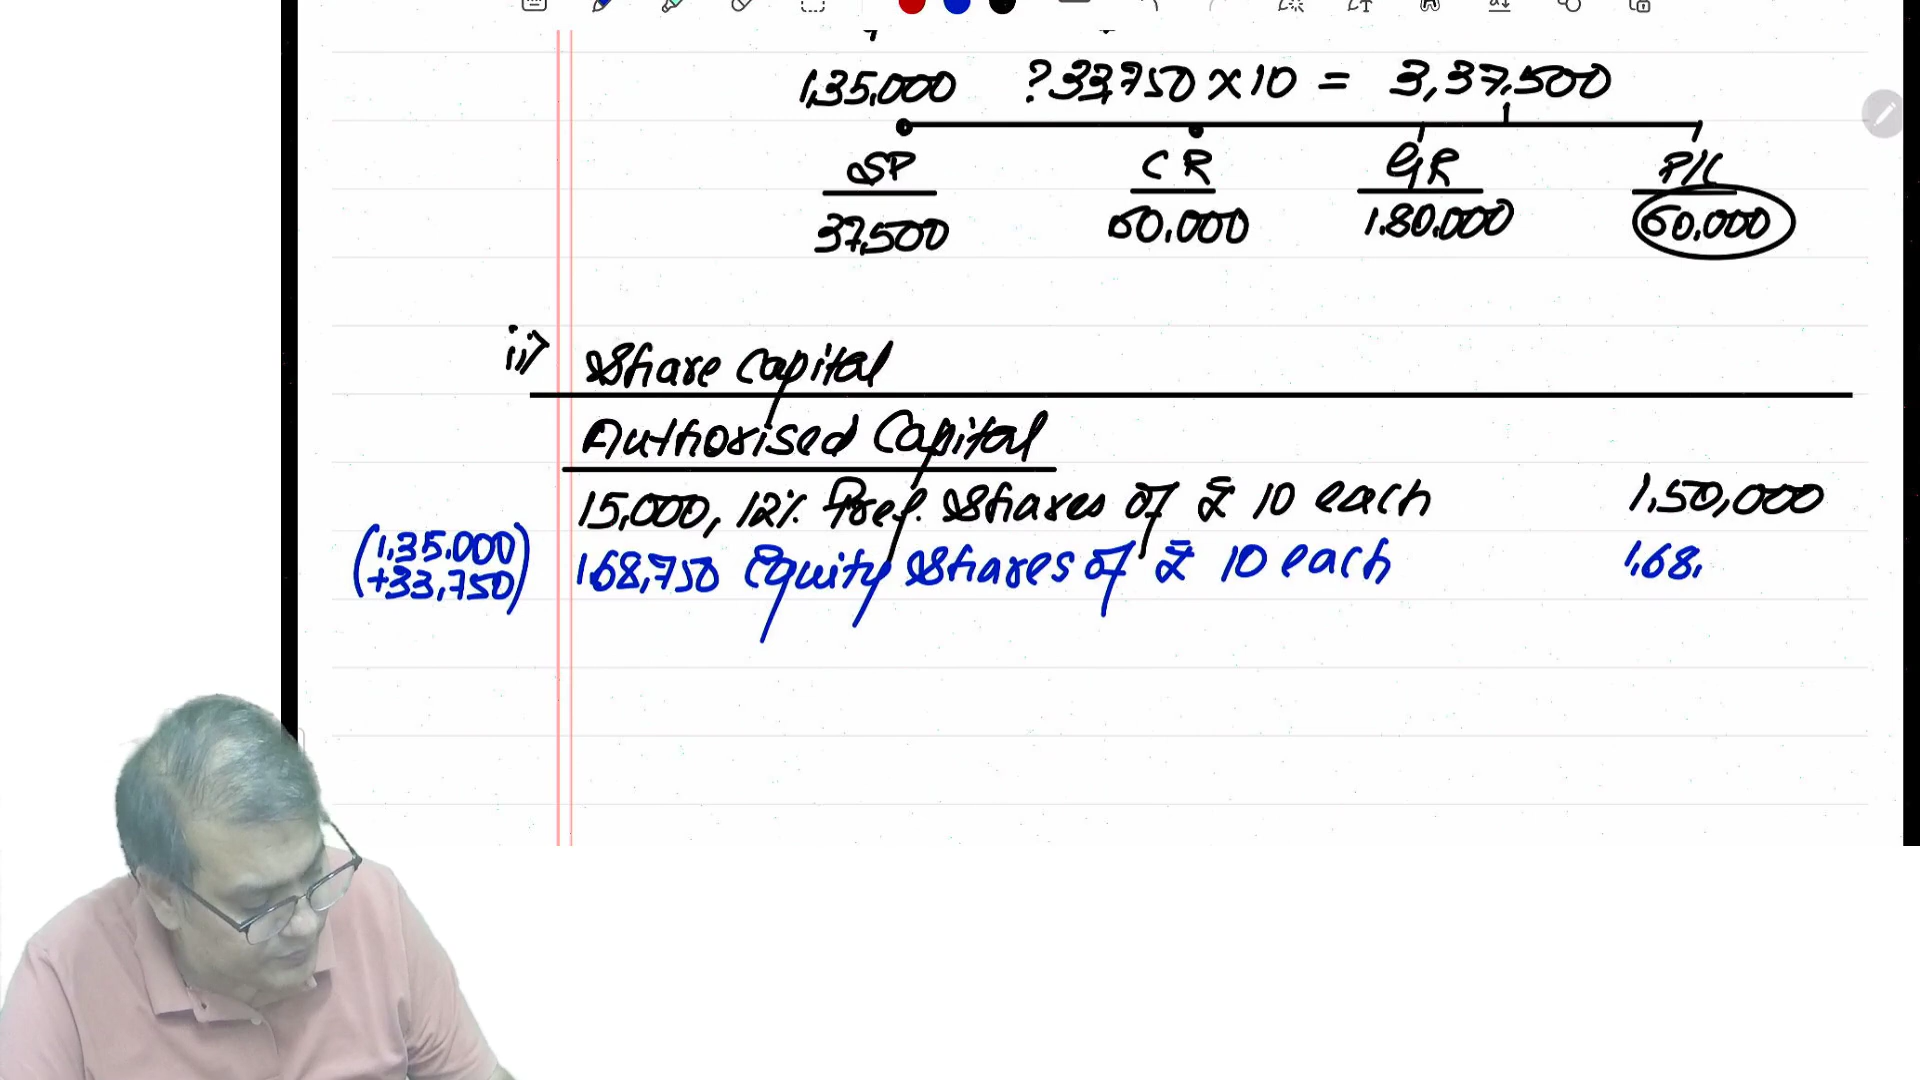 1,35,000 ? 33,750 × 10 = 3,37,500
SP CR GR P/L
37,500 60,000 1,80,000 60,000
ii) Share Capital
Authorised Capital
15,000, 12% Pref. Shares of ₹ 10 each 1,50,000
(1,35,000 +33,750) 1,68,750 Equity Shares of ₹ 10 each 1,68,